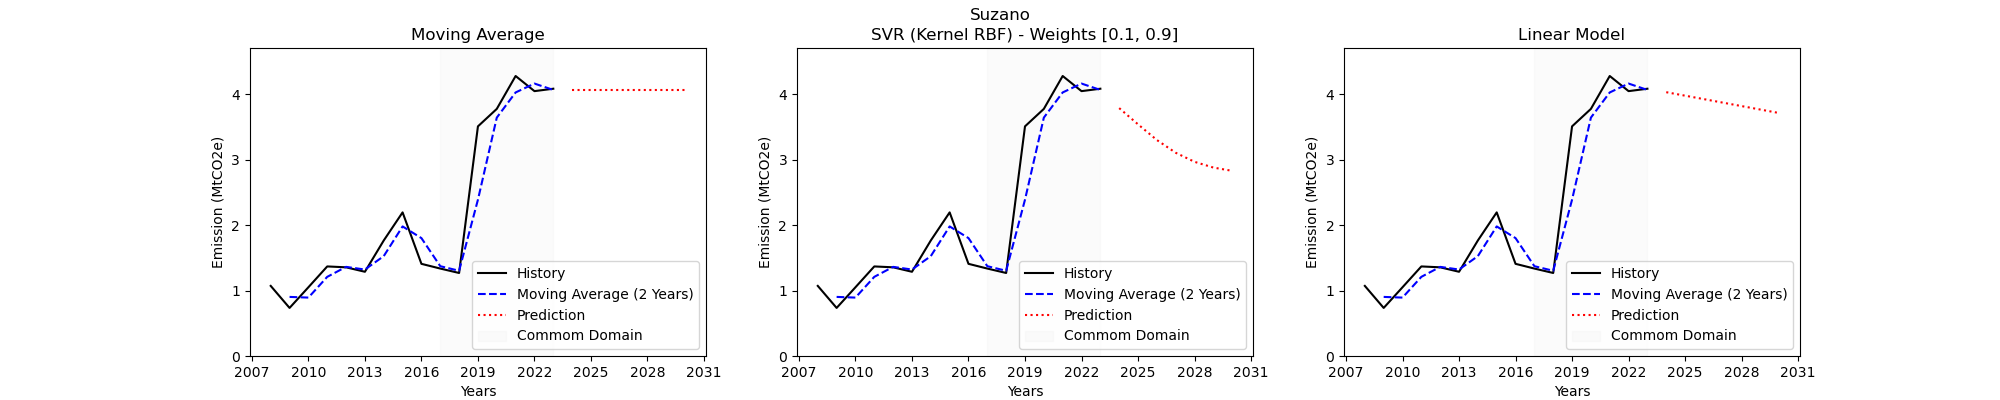 Suzano
Moving Average
Emission (MtCO2e)
4
3
2
1
0
2007 2010 2013 2016 2019 2022 2025 2028 2031
Years
History
Moving Average (2 Years)
Prediction
Commom Domain
SVR (Kernel RBF) - Weights [0.1, 0.9]
Emission (MtCO2e)
4
3
2
1
0
2007 2010 2013 2016 2019 2022 2025 2028 2031
Years
History
Moving Average (2 Years)
Prediction
Commom Domain
Linear Model
Emission (MtCO2e)
4
3
2
1
0
2007 2010 2013 2016 2019 2022 2025 2028 2031
Years
History
Moving Average (2 Years)
Prediction
Commom Domain